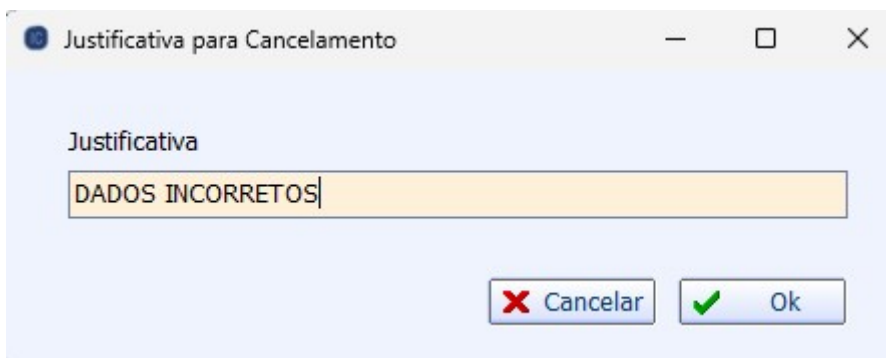 Justificativa para Cancelamento
Justificativa
DADOS INCORRETOS
Cancelar Ok